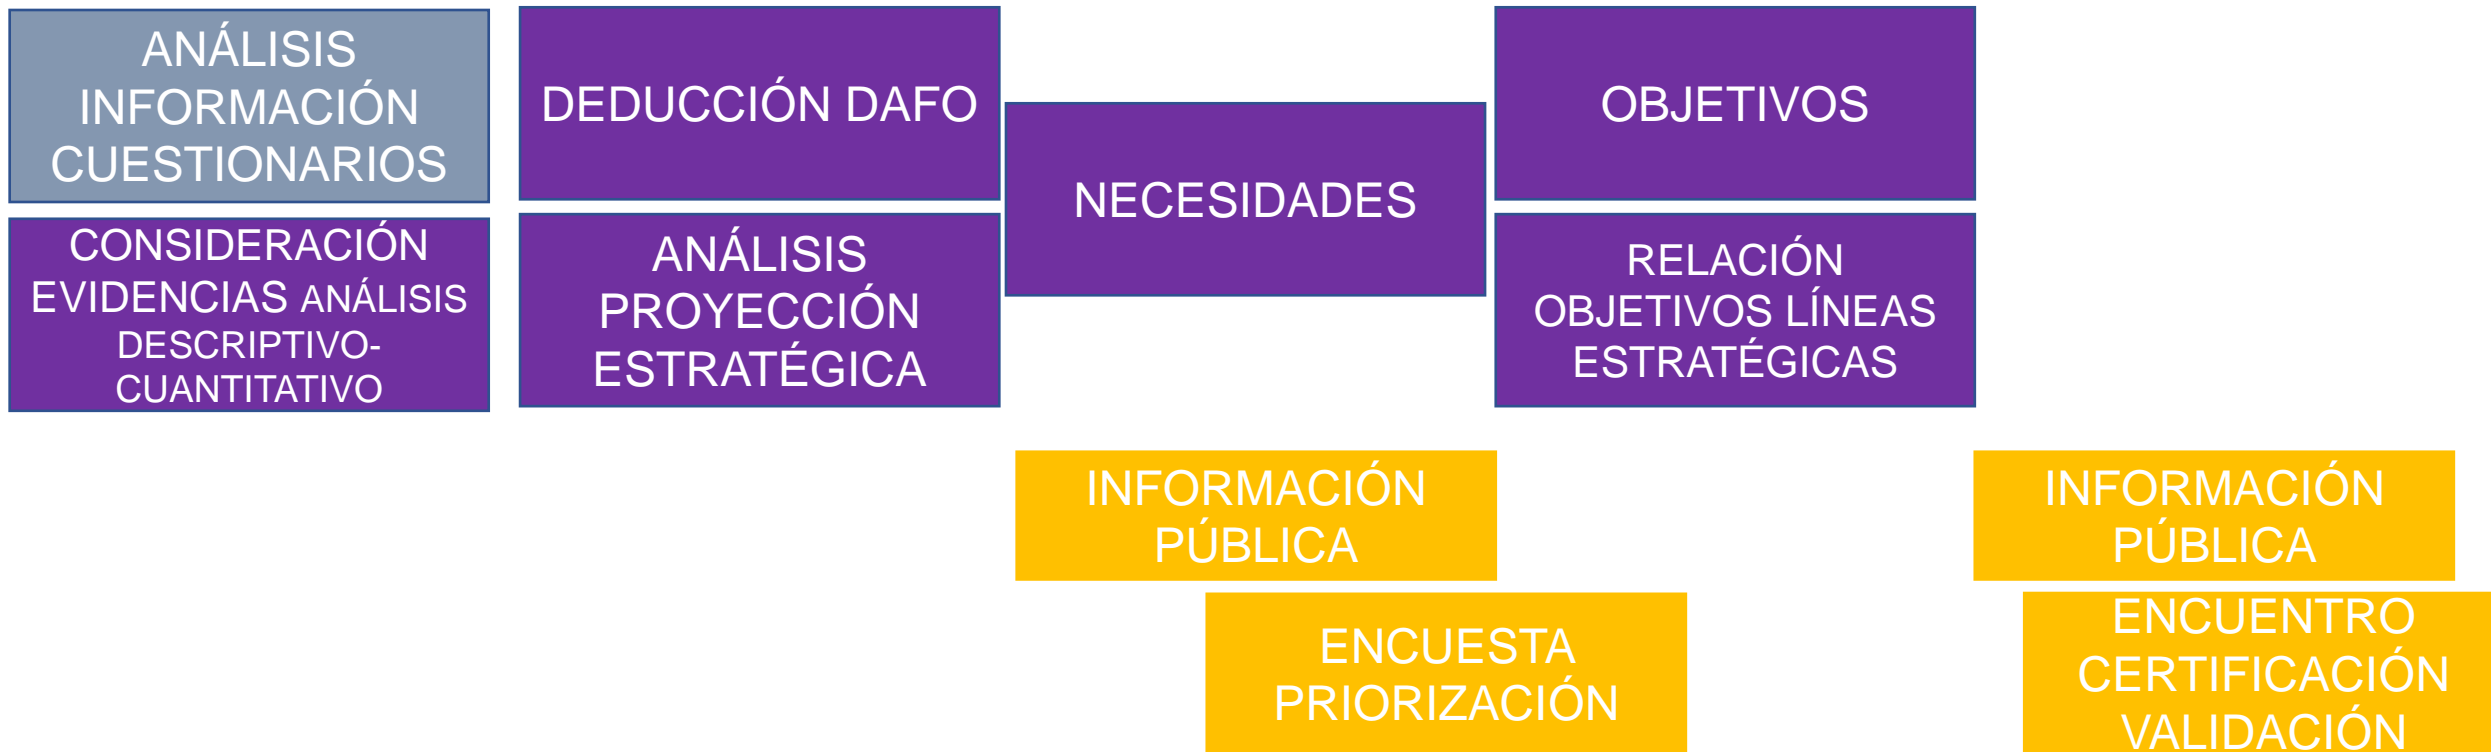 ANÁLISIS
INFORMACIÓN
CUESTIONARIOS
CONSIDERACIÓN
EVIDENCIAS ANÁLISIS
DESCRIPTIVO-
CUANTITATIVO
DEDUCCIÓN DAFO
ANÁLISIS
PROYECCIÓN
ESTRATÉGICA
NECESIDADES
OBJETIVOS
RELACIÓN
OBJETIVOS LÍNEAS
ESTRATÉGICAS
INFORMACIÓN
PÚBLICA
ENCUESTA
PRIORIZACIÓN
INFORMACIÓN
PÚBLICA
ENCUENTRO
CERTIFICACIÓN
VALIDACIÓN